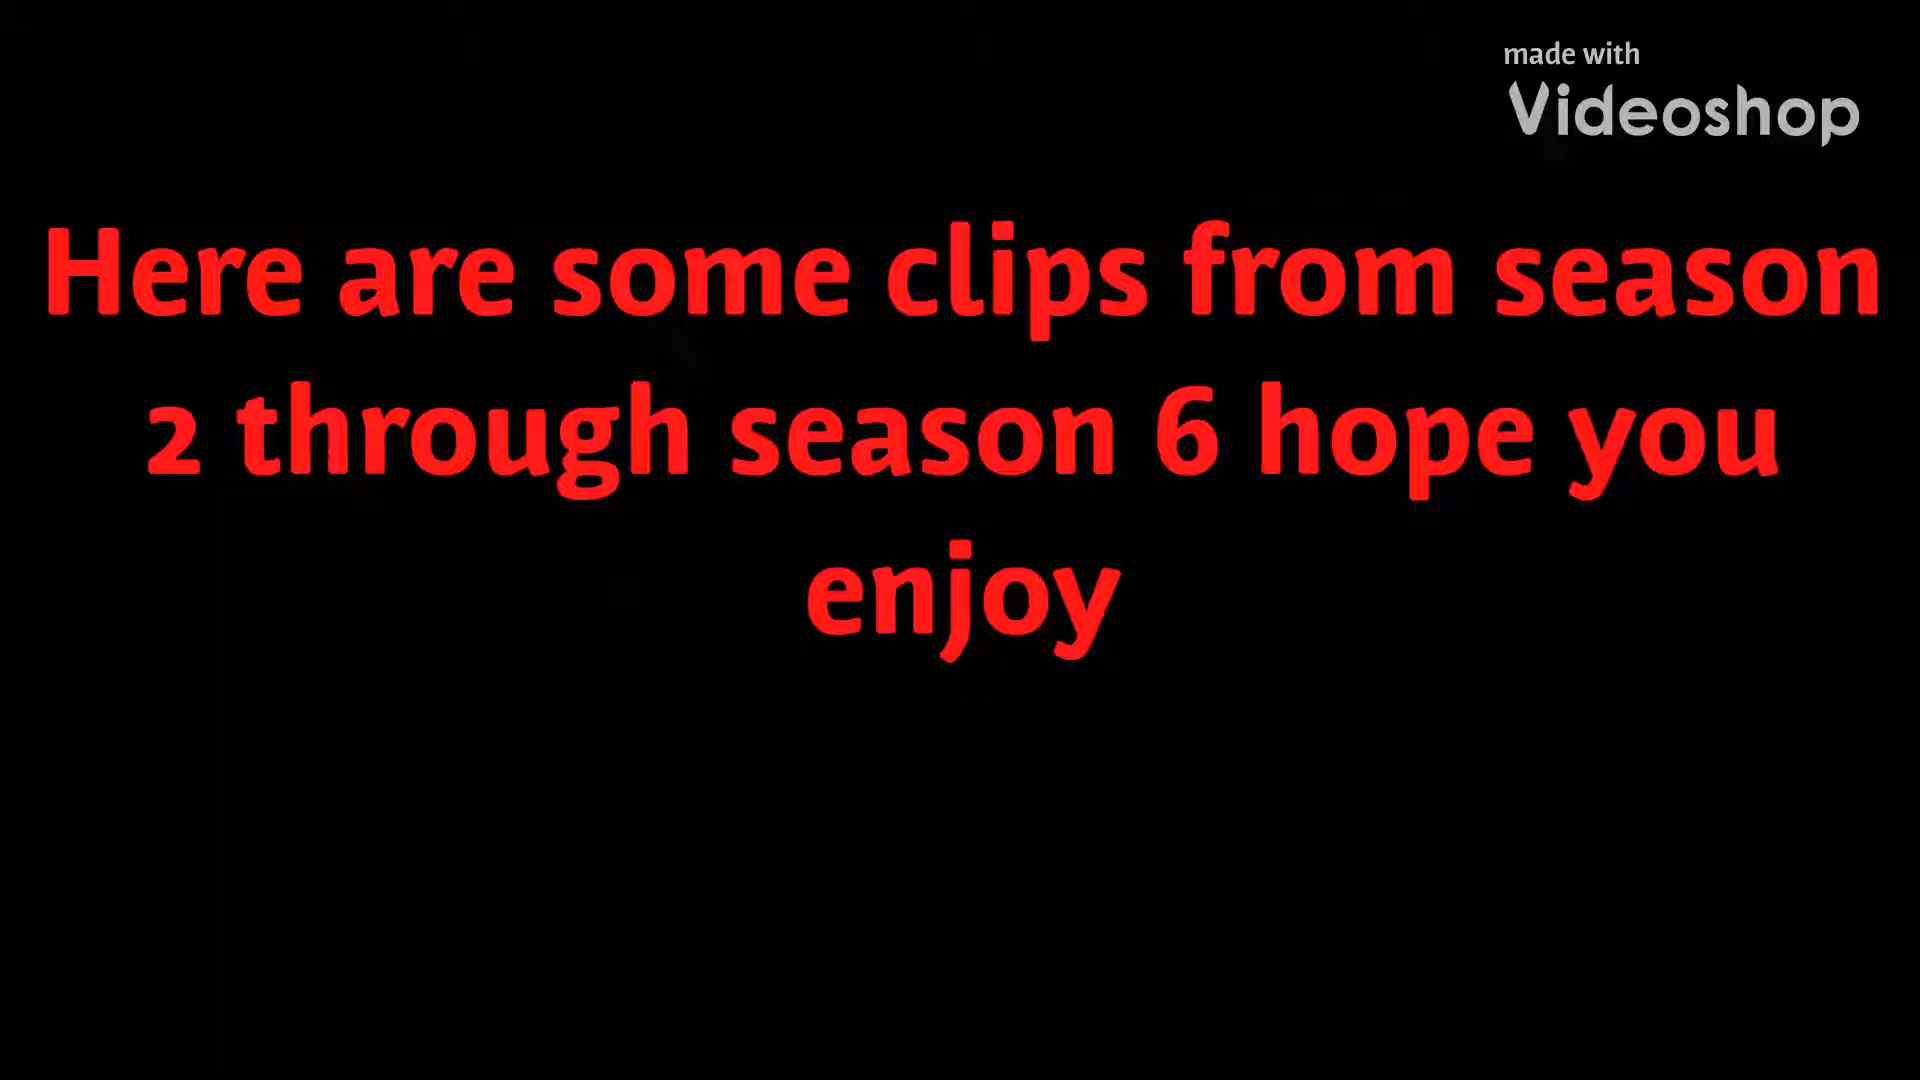 made with
Videoshop
Here are some clips from season
2 through season 6 hope you
enjoy